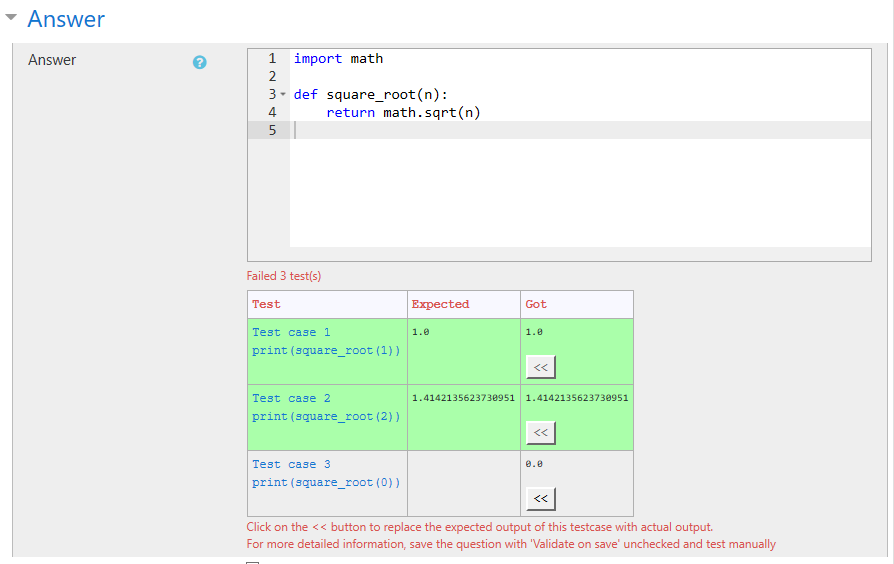 Answer
Answer
?
1 import math
2
3 def square_root(n):
4     return math.sqrt(n)
5
Failed 3 test(s)
Test Expected Got
Test case 1 1.0 1.0
print(square_root(1))
<<
Test case 2 1.4142135623730951 1.4142135623730951
print(square_root(2))
<<
Test case 3 0.0
print(square_root(0))
<<
Click on the << button to replace the expected output of this testcase with actual output.
For more detailed information, save the question with 'Validate on save' unchecked and test manually